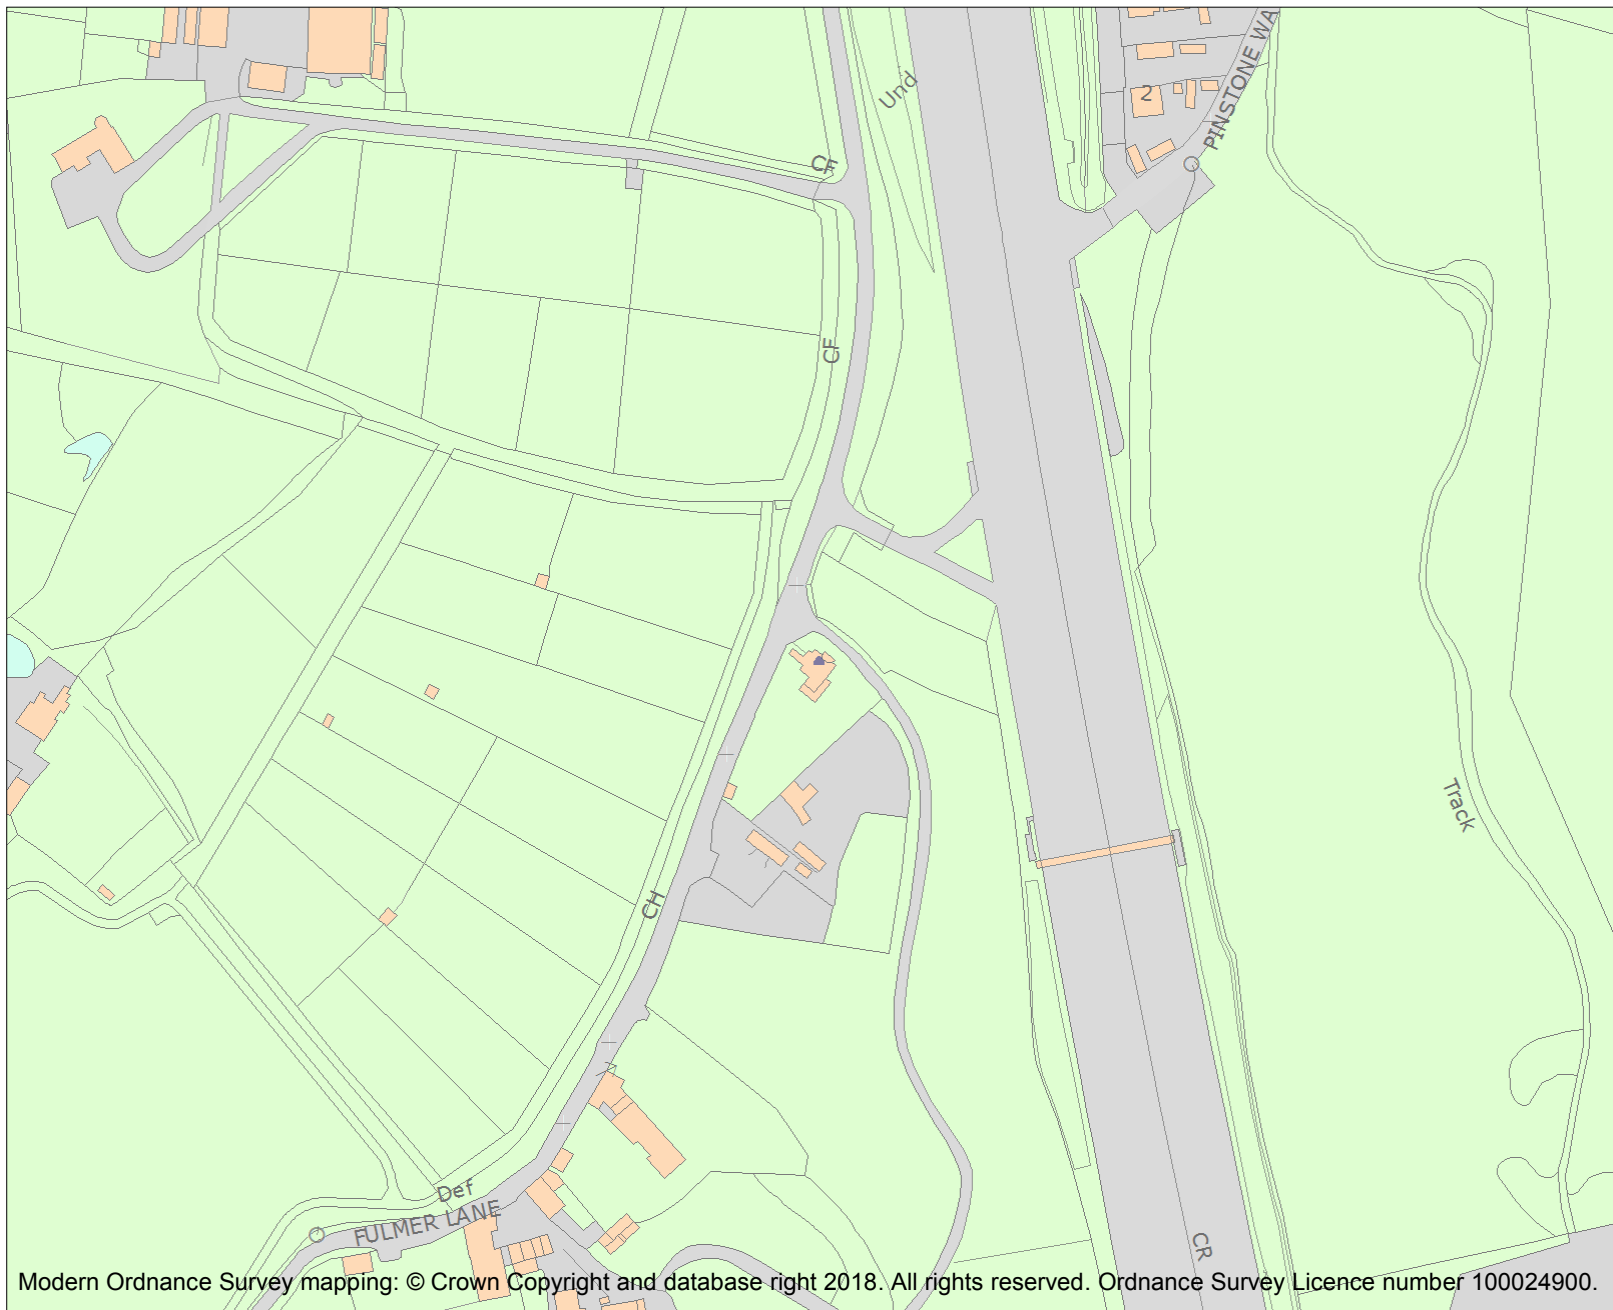 PINSTONE WA
Und
2
CF
CF
Track
CH
Def
FULMER LANE
CR
Modern Ordnance Survey mapping: © Crown Copyright and database right 2018. All rights reserved. Ordnance Survey Licence number 100024900.